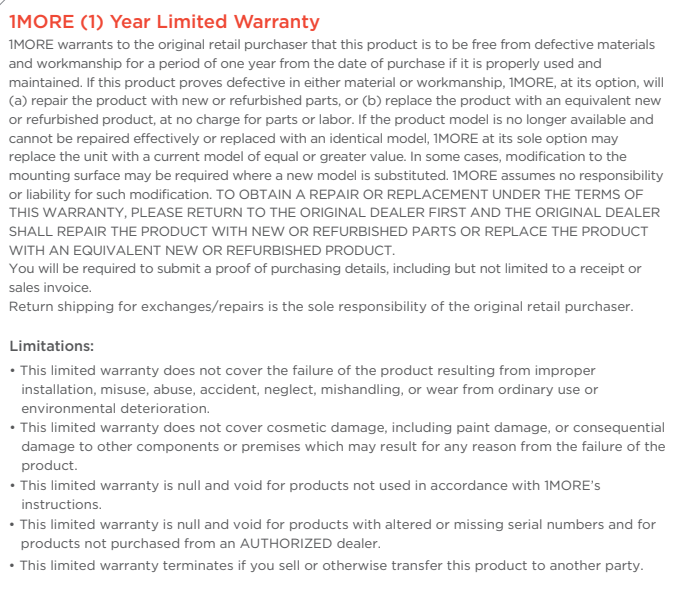 1MORE (1) Year Limited Warranty
1MORE warrants to the original retail purchaser that this product is to be free from defective materials
and workmanship for a period of one year from the date of purchase if it is properly used and
maintained. If this product proves defective in either material or workmanship, 1MORE, at its option, will
(a) repair the product with new or refurbished parts, or (b) replace the product with an equivalent new
or refurbished product, at no charge for parts or labor. If the product model is no longer available and
cannot be repaired effectively or replaced with an identical model, 1MORE at its sole option may
replace the unit with a current model of equal or greater value. In some cases, modification to the
mounting surface may be required where a new model is substituted. 1MORE assumes no responsibility
or liability for such modification. TO OBTAIN A REPAIR OR REPLACEMENT UNDER THE TERMS OF
THIS WARRANTY, PLEASE RETURN TO THE ORIGINAL DEALER FIRST AND THE ORIGINAL DEALER
SHALL REPAIR THE PRODUCT WITH NEW OR REFURBISHED PARTS OR REPLACE THE PRODUCT
WITH AN EQUIVALENT NEW OR REFURBISHED PRODUCT.
You will be required to submit a proof of purchasing details, including but not limited to a receipt or
sales invoice.
Return shipping for exchanges/repairs is the sole responsibility of the original retail purchaser.
Limitations:
• This limited warranty does not cover the failure of the product resulting from improper
installation, misuse, abuse, accident, neglect, mishandling, or wear from ordinary use or
environmental deterioration.
• This limited warranty does not cover cosmetic damage, including paint damage, or consequential
damage to other components or premises which may result for any reason from the failure of the
product.
• This limited warranty is null and void for products not used in accordance with 1MORE's
instructions.
• This limited warranty is null and void for products with altered or missing serial numbers and for
products not purchased from an AUTHORIZED dealer.
• This limited warranty terminates if you sell or otherwise transfer this product to another party.